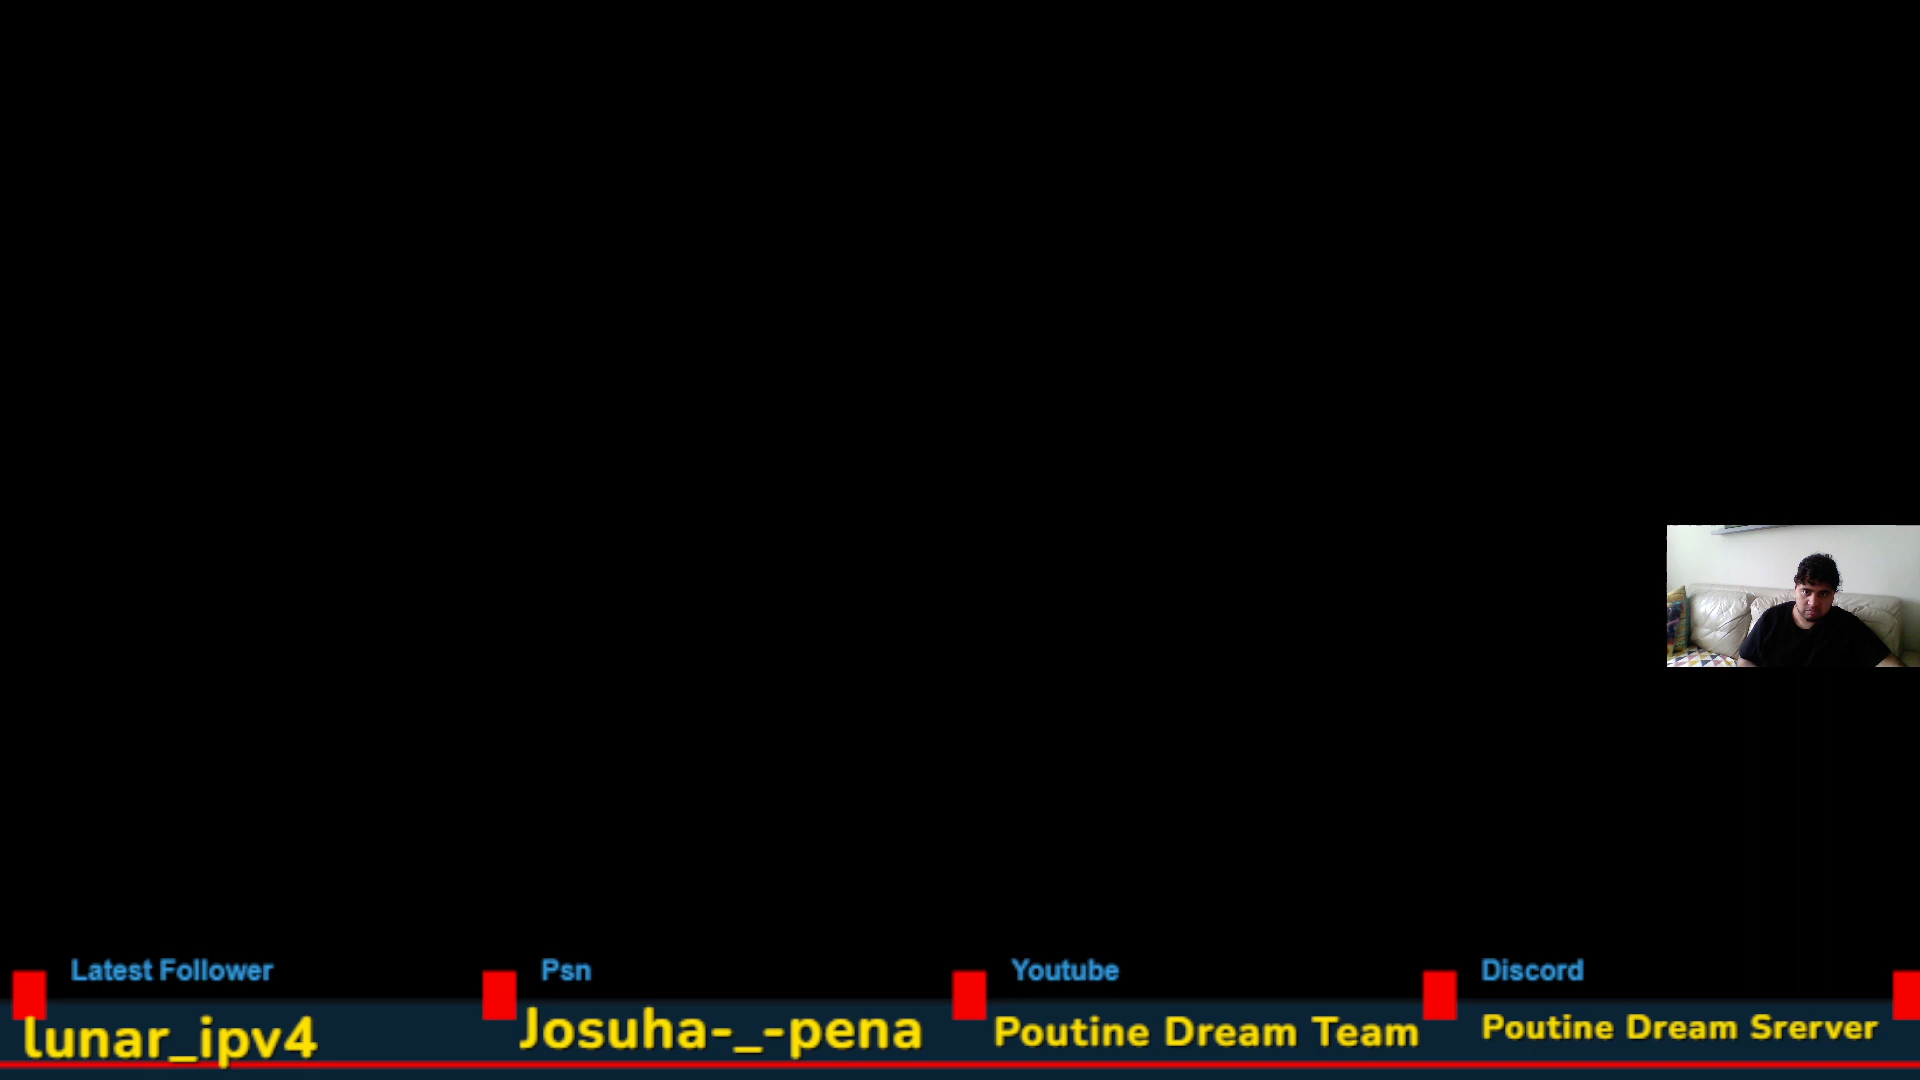 Latest Follower
lunar_ipv4
Psn
Josuha-_-pena
Youtube
Poutine Dream Team
Discord
Poutine Dream Srerver